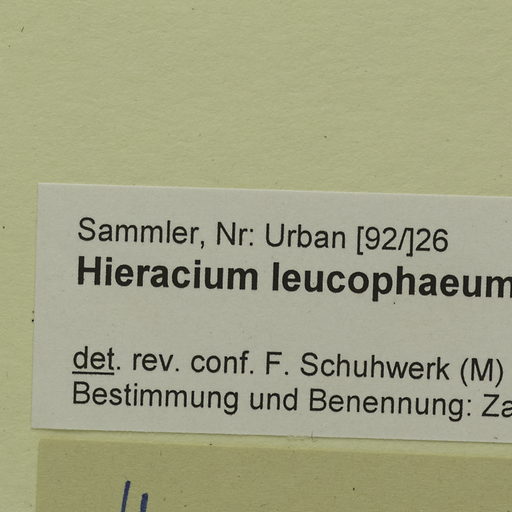 Sammler, Nr: Urban [92/]26
Hieracium leucophaeum
det. rev. conf. F. Schuhwerk (M)
Bestimmung und Benennung: Za